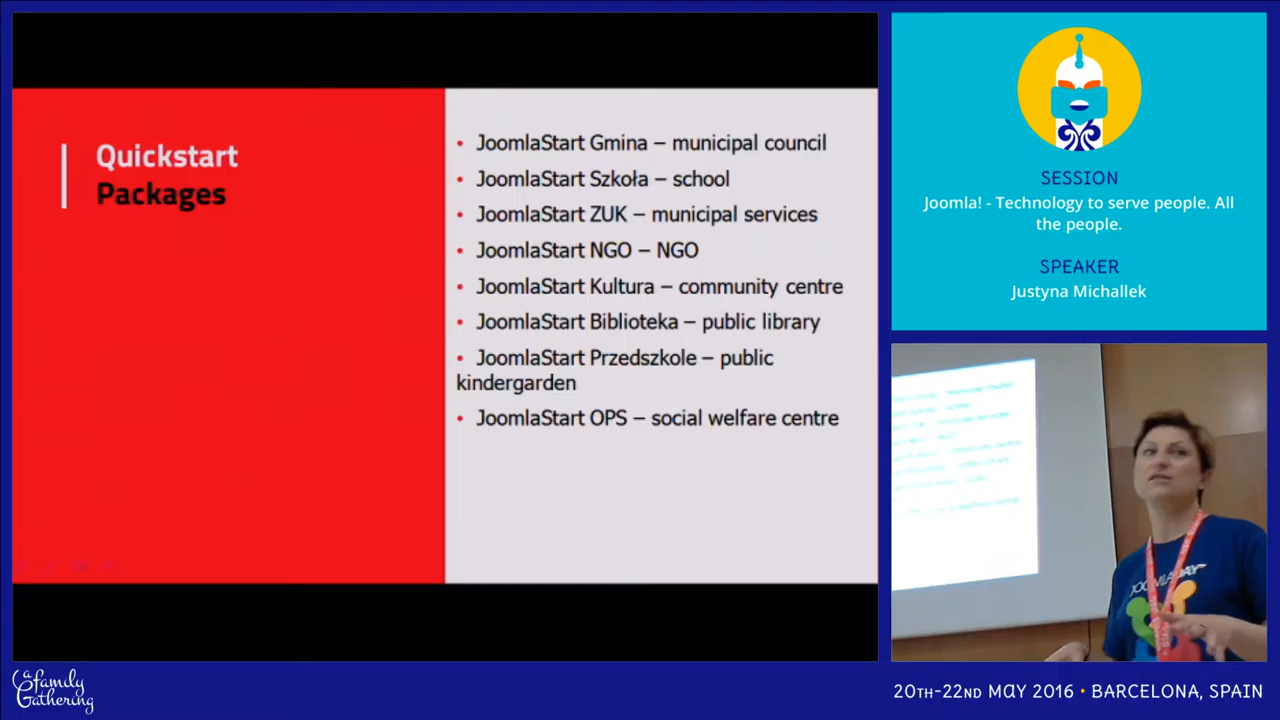 Quickstart
Packages
• JoomlaStart Gmina – municipal council
• JoomlaStart Szkoła – school
• JoomlaStart ZUK – municipal services
• JoomlaStart NGO – NGO
• JoomlaStart Kultura – community centre
• JoomlaStart Biblioteka – public library
• JoomlaStart Przedszkole – public
kindergarden
• JoomlaStart OPS – social welfare centre
SESSION
Joomla! - Technology to serve people. All
the people.
SPEAKER
Justyna Michallek
JOOMLADAY
a family
Gathering
20TH-22ND MAY 2016 • BARCELONA, SPAIN